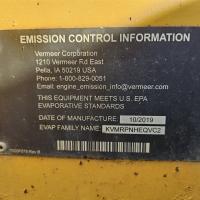 EMISSION CONTROL INFORMATION
Vermeer Corporation
1210 Vermeer Rd East
Pella, IA 50219 USA
Phone: 1-800-829-0051
Email: engine_emission_info@vermeer.com
THIS EQUIPMENT MEETS U.S. EPA
EVAPORATIVE STANDARDS
DATE OF MANUFACTURE: 10/2019
EVAP FAMILY NAME: KVMRPNHEQVC2
Rev B